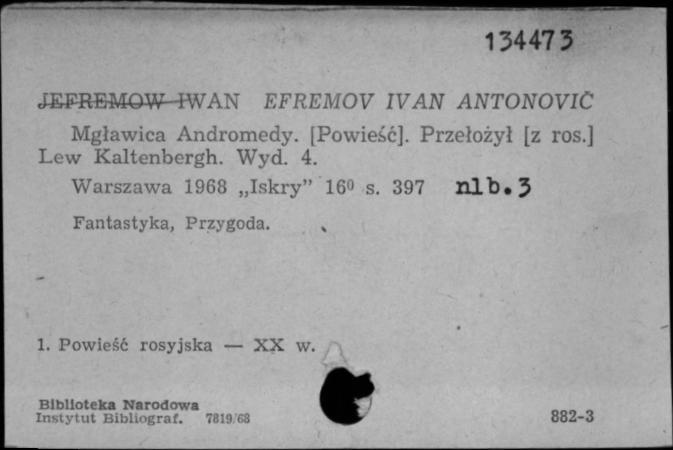 134473
JEFREMOW IWAN EFREMOV IVAN ANTONOVIČ
Mgławica Andromedy. [Powieść]. Przełożył [z ros.]
Lew Kaltenbergh. Wyd. 4.
Warszawa 1968 „Iskry” 16⁰ s. 397 nlb.3
Fantastyka, Przygoda.
1. Powieść rosyjska — XX w.
Biblioteka Narodowa
Instytut Bibliograf. 7819/68
882-3